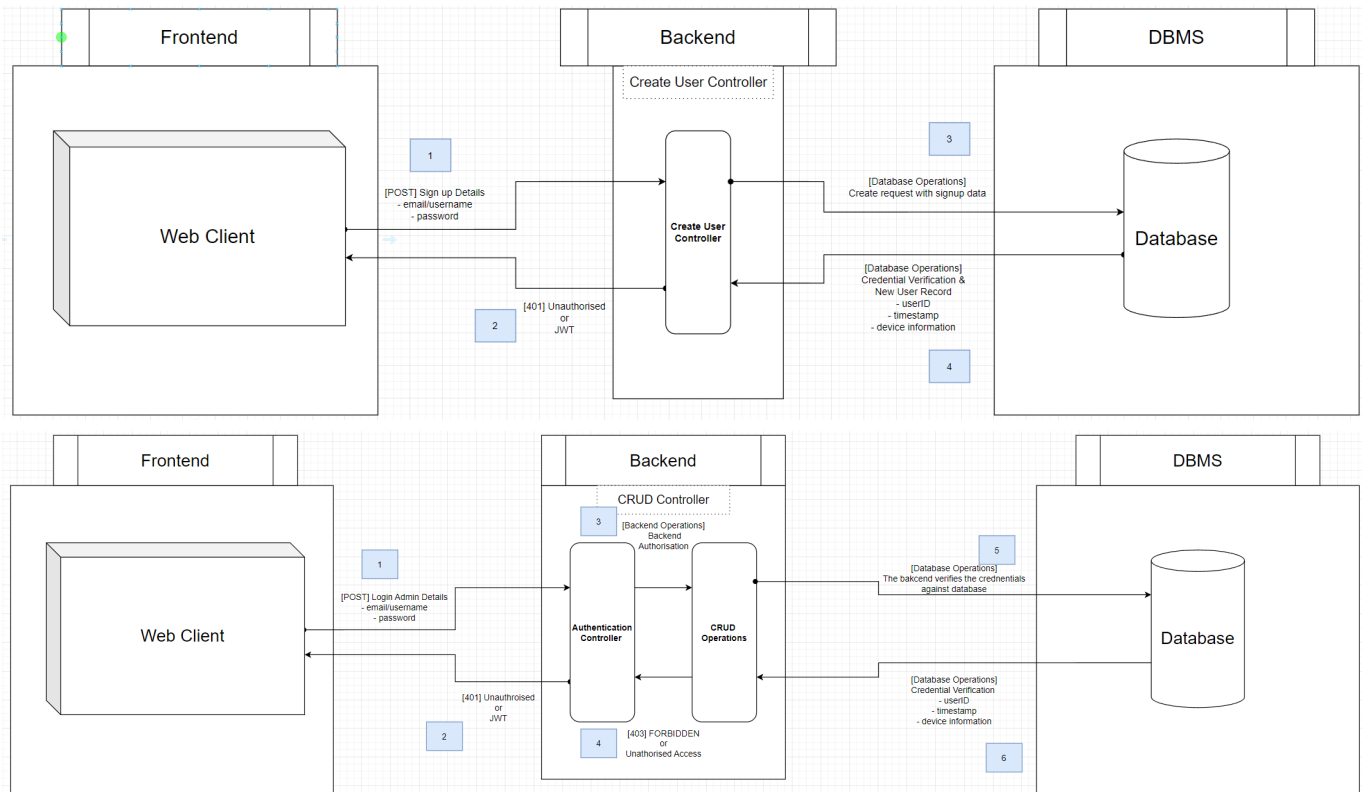 Frontend
Backend
DBMS
Create User Controller
1
[POST] Sign up Details
- email/username
- password
3
[Database Operations]
Create request with signup data
Web Client
Create User
Controller
Database
[Database Operations]
Credential Verification &
New User Record
- userID
- timestamp
- device information
2
[401] Unauthorised
or
JWT
4
Frontend
Backend
DBMS
CRUD Controller
3
[Backend Operations]
Backend
Authorisation
1
[POST] Login Admin Details
- email/username
- password
5
[Database Operations]
The bakcend verifies the crednentials
against database
Web Client
Authentication
Controller
CRUD
Operations
Database
[401] Unauthroised
or
JWT
2
4
[403] FORBIDDEN
or
Unathorised Access
[Database Operations]
Credential Verification
- userID
- timestamp
- device information
6